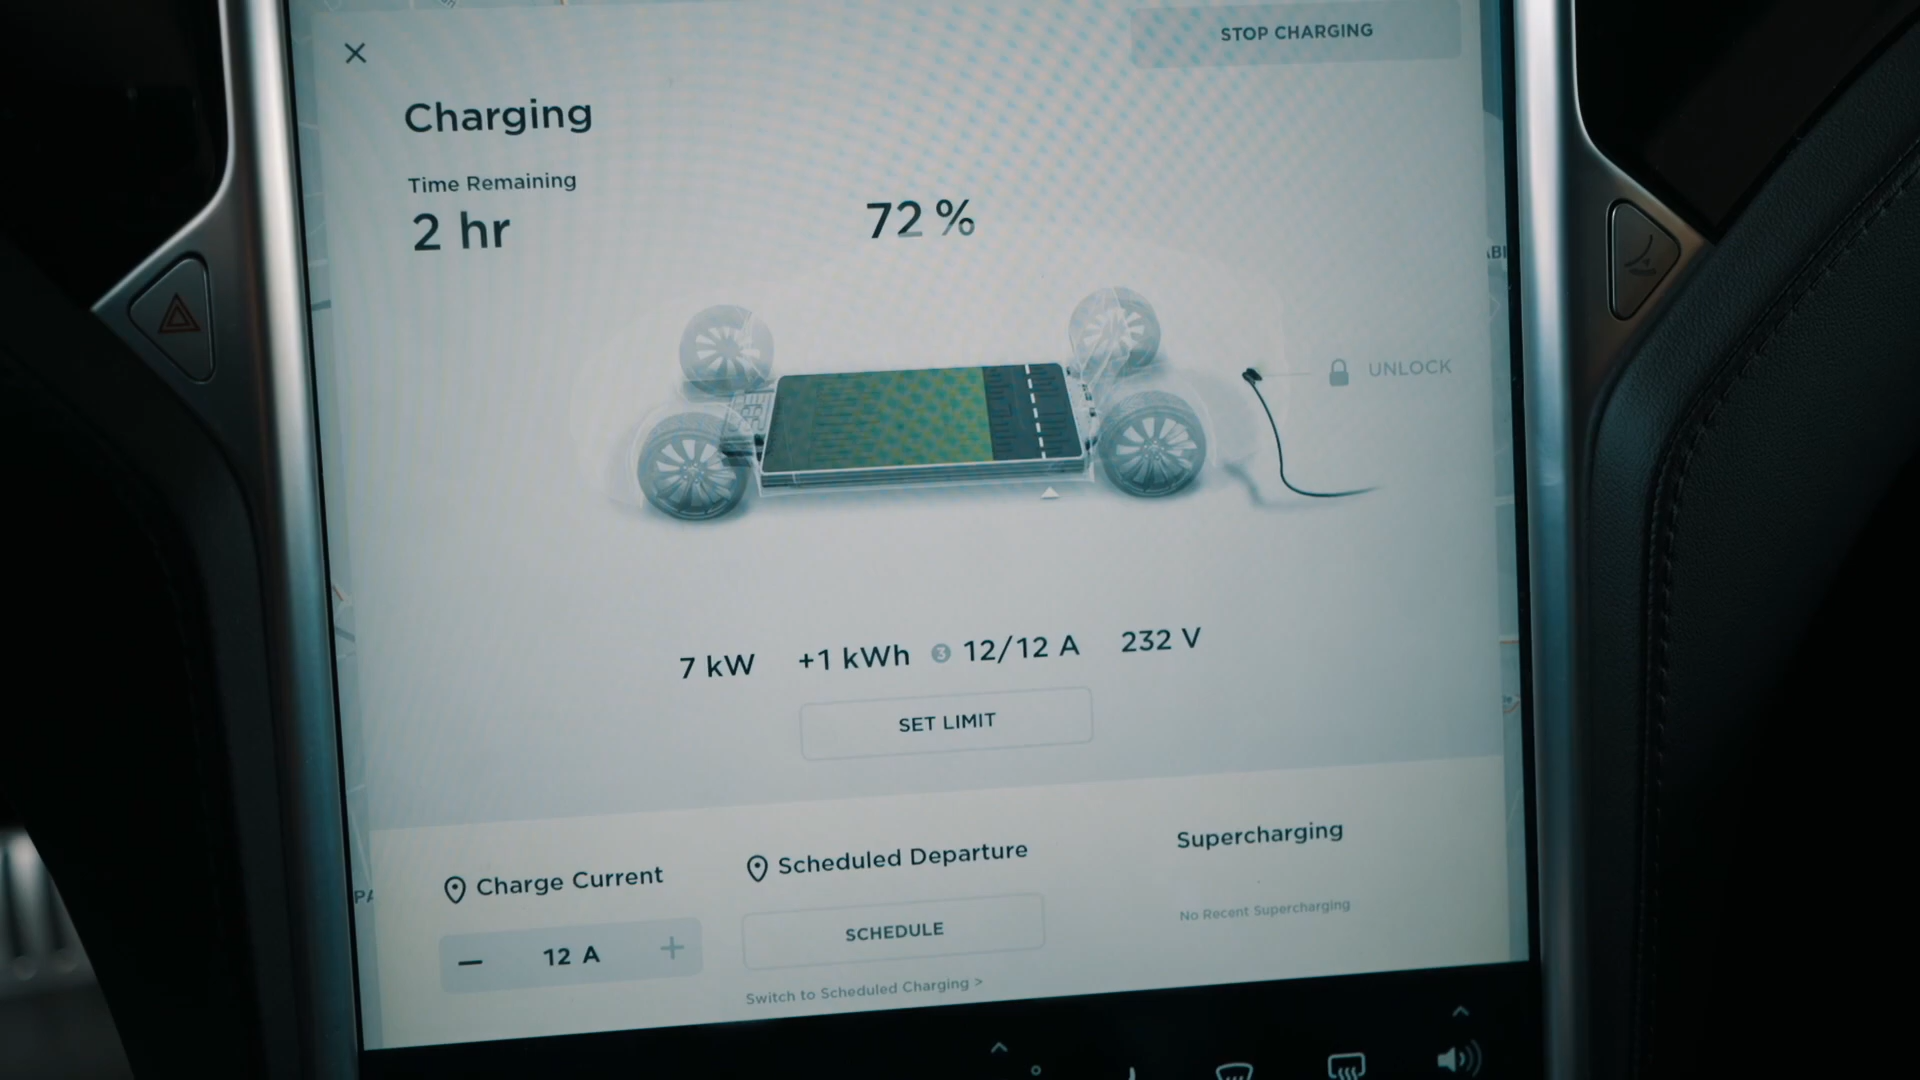 STOP CHARGING
Charging
Time Remaining
2 hr
72 %
UNLOCK
7 kW +1 kWh 3 12/12 A 232 V
SET LIMIT
Charge Current
12 A
Scheduled Departure
SCHEDULE
Switch to Scheduled Charging >
Supercharging
No Recent Supercharging